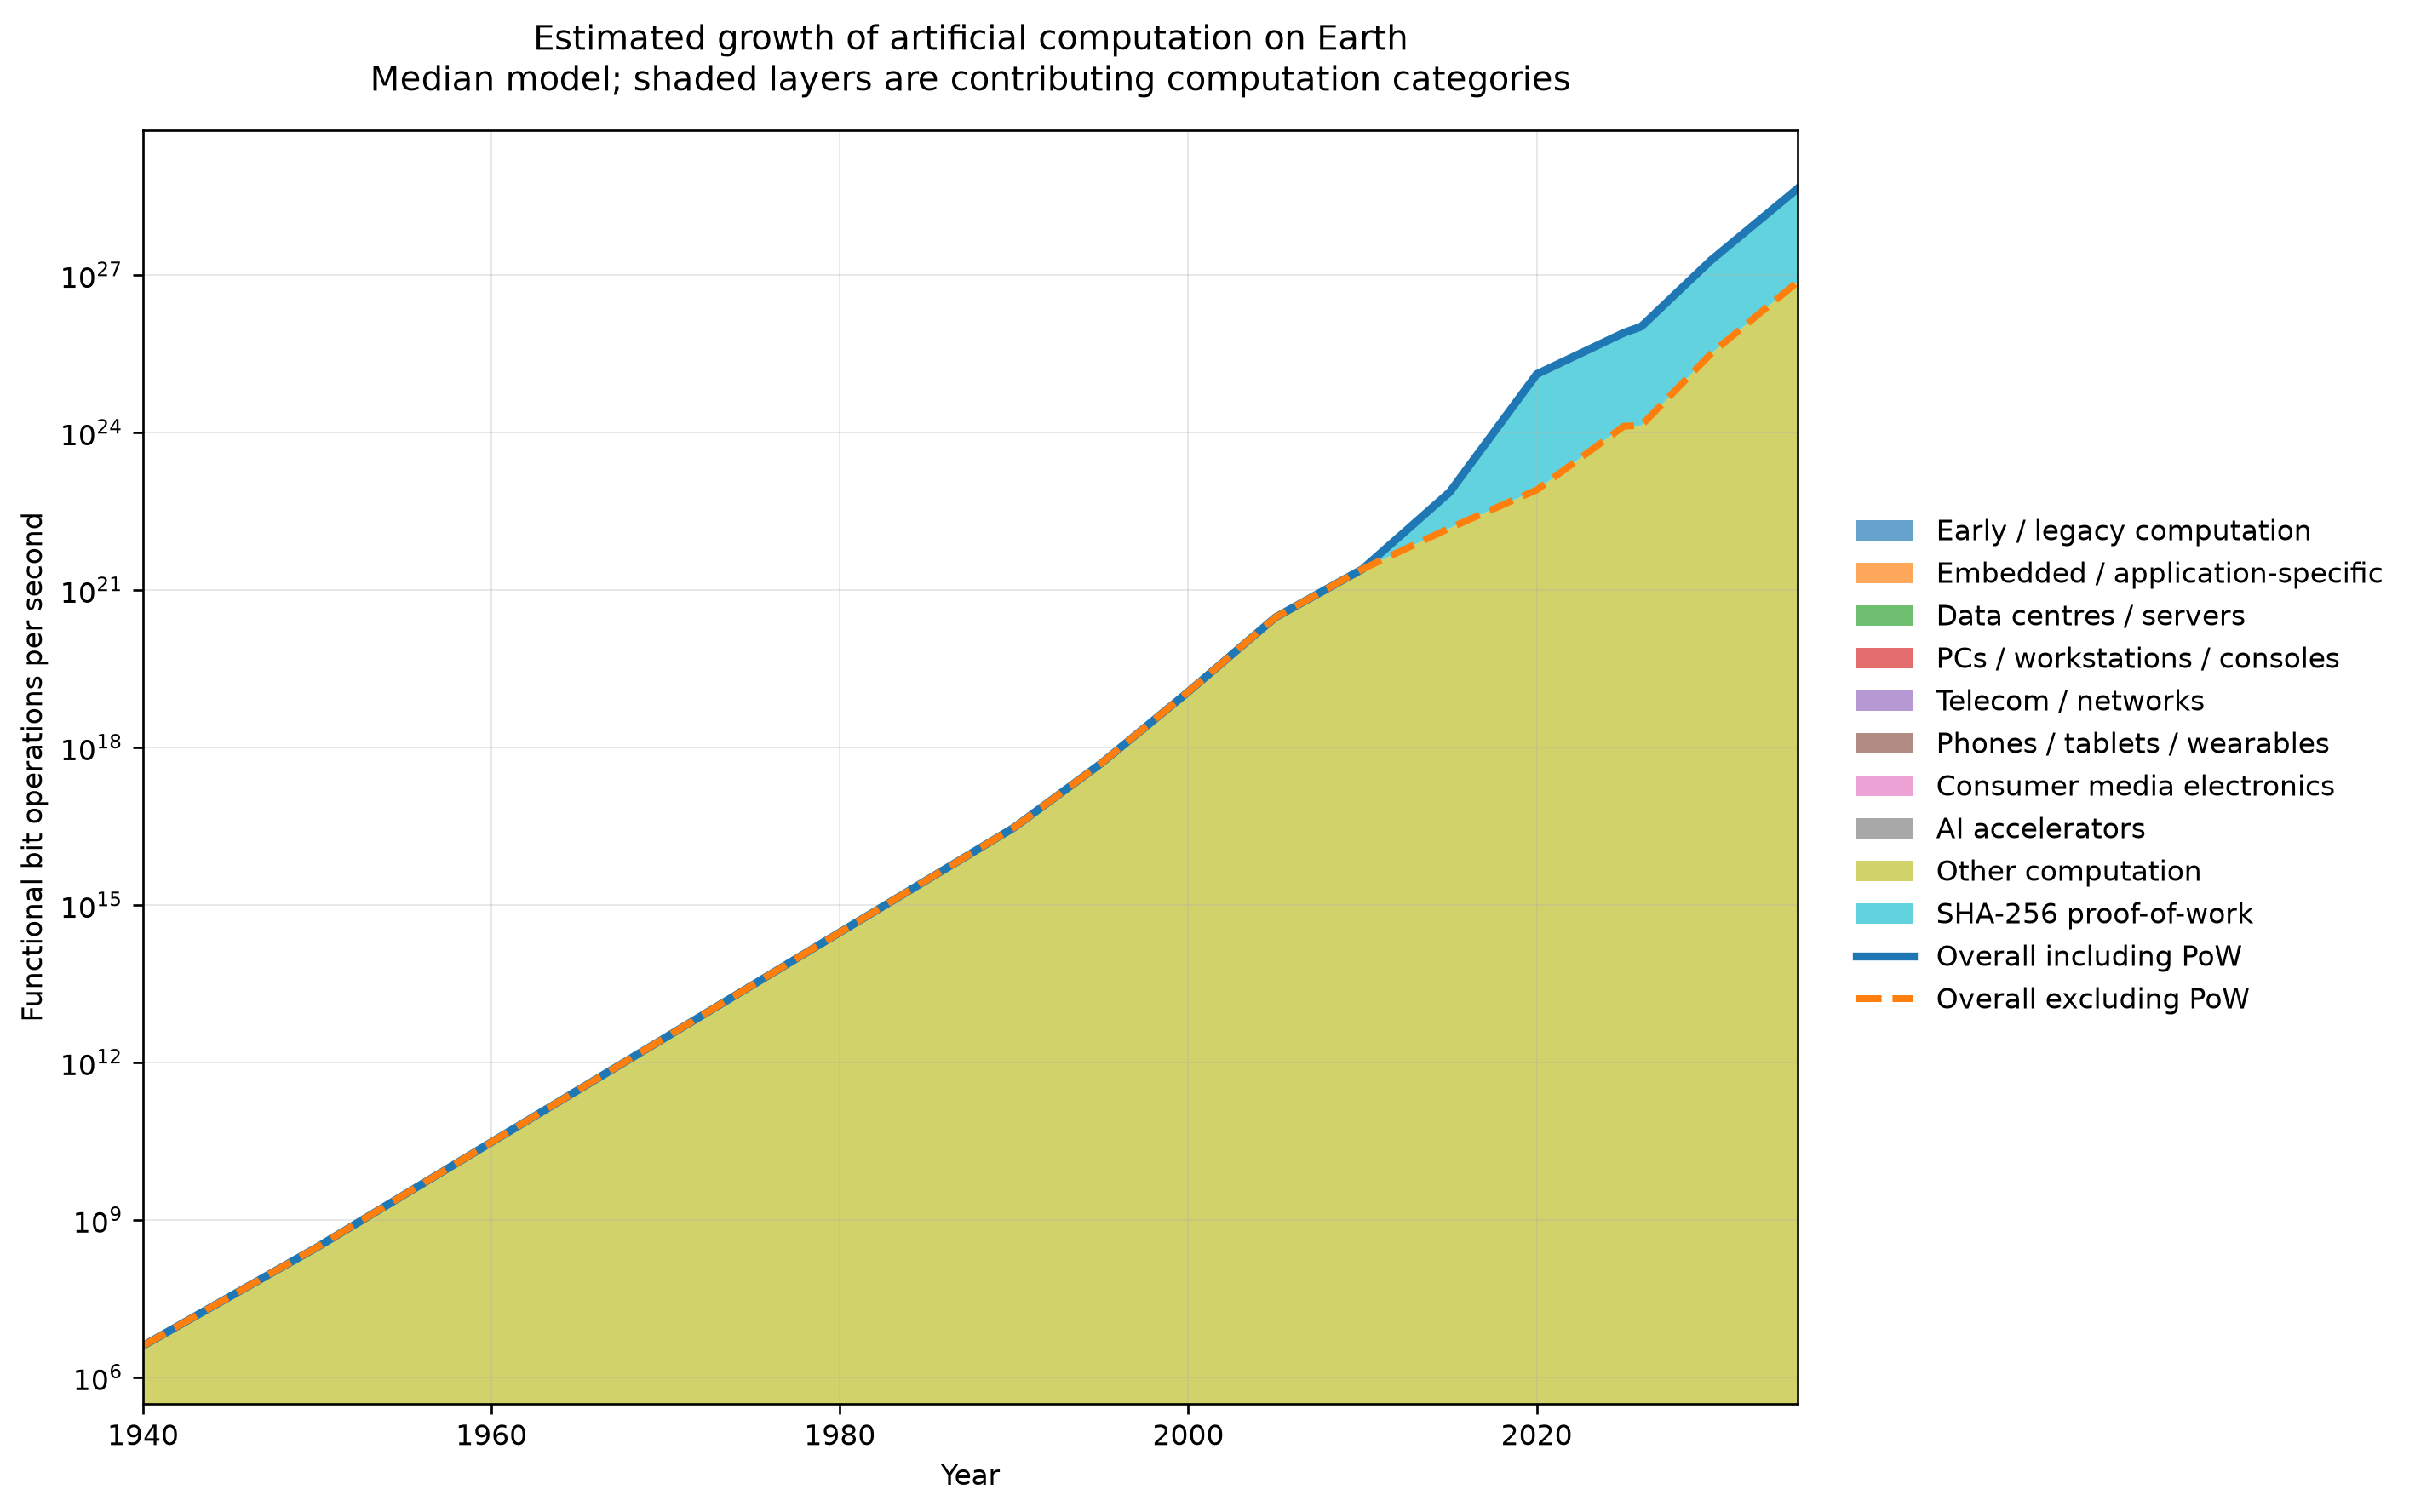 Estimated growth of artificial computation on Earth
Median model; shaded layers are contributing computation categories
Functional bit operations per second
10^27
10^24
10^21
10^18
10^15
10^12
10^9
10^6
1940 1960 1980 2000 2020
Year
Early / legacy computation
Embedded / application-specific
Data centres / servers
PCs / workstations / consoles
Telecom / networks
Phones / tablets / wearables
Consumer media electronics
AI accelerators
Other computation
SHA-256 proof-of-work
Overall including PoW
Overall excluding PoW